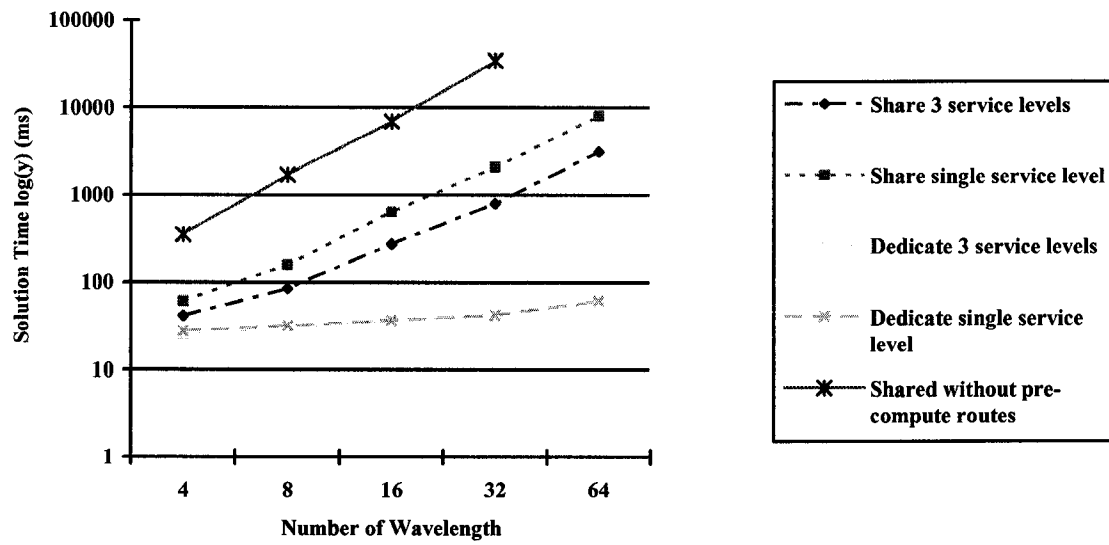 100000
10000
1000
100
10
1
Solution Time log(y) (ms)
4 8 16 32 64
Number of Wavelength
Share 3 service levels
Share single service level
Dedicate 3 service levels
Dedicate single service
level
Shared without pre-
compute routes